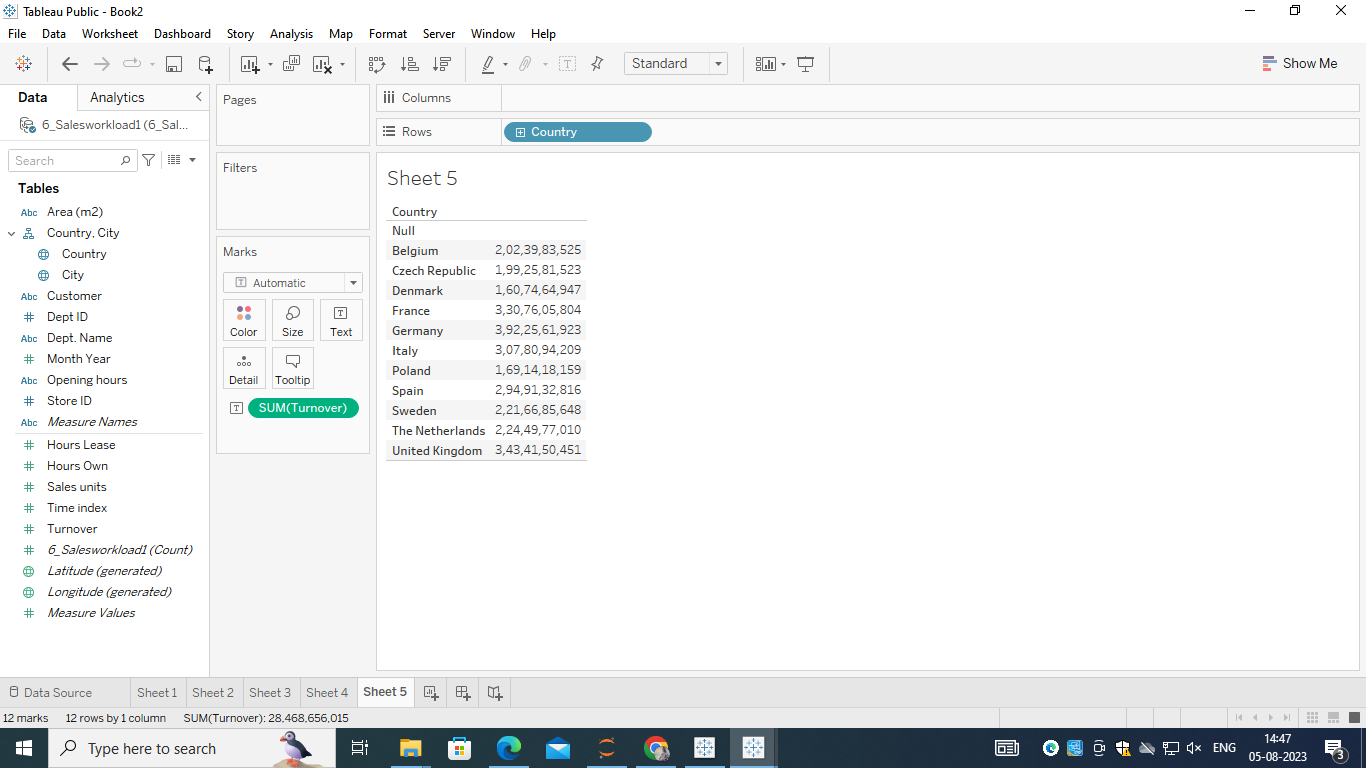 Tableau Public - Book2
File Data Worksheet Dashboard Story Analysis Map Format Server Window Help
Standard
Show Me
Data Analytics
6_Salesworkload1 (6_Sal...
Search
Tables
Abc Area (m2)
Country, City
Country
City
Abc Customer
# Dept ID
Abc Dept. Name
# Month Year
Abc Opening hours
# Store ID
Abc Measure Names
# Hours Lease
# Hours Own
# Sales units
# Time index
# Turnover
# 6_Salesworkload1 (Count)
Latitude (generated)
Longitude (generated)
# Measure Values
Pages
Filters
Marks
T Automatic
Color Size Text
Detail Tooltip
T SUM(Turnover)
Columns
Rows Country
Sheet 5
Country
Null
Belgium 2,02,39,83,525
Czech Republic 1,99,25,81,523
Denmark 1,60,74,64,947
France 3,30,76,05,804
Germany 3,92,25,61,923
Italy 3,07,80,94,209
Poland 1,69,14,18,159
Spain 2,94,91,32,816
Sweden 2,21,66,85,648
The Netherlands 2,24,49,77,010
United Kingdom 3,43,41,50,451
Data Source Sheet 1 Sheet 2 Sheet 3 Sheet 4 Sheet 5
12 marks 12 rows by 1 column SUM(Turnover): 28,468,656,015
Type here to search
ENG
14:47
05-08-2023
3